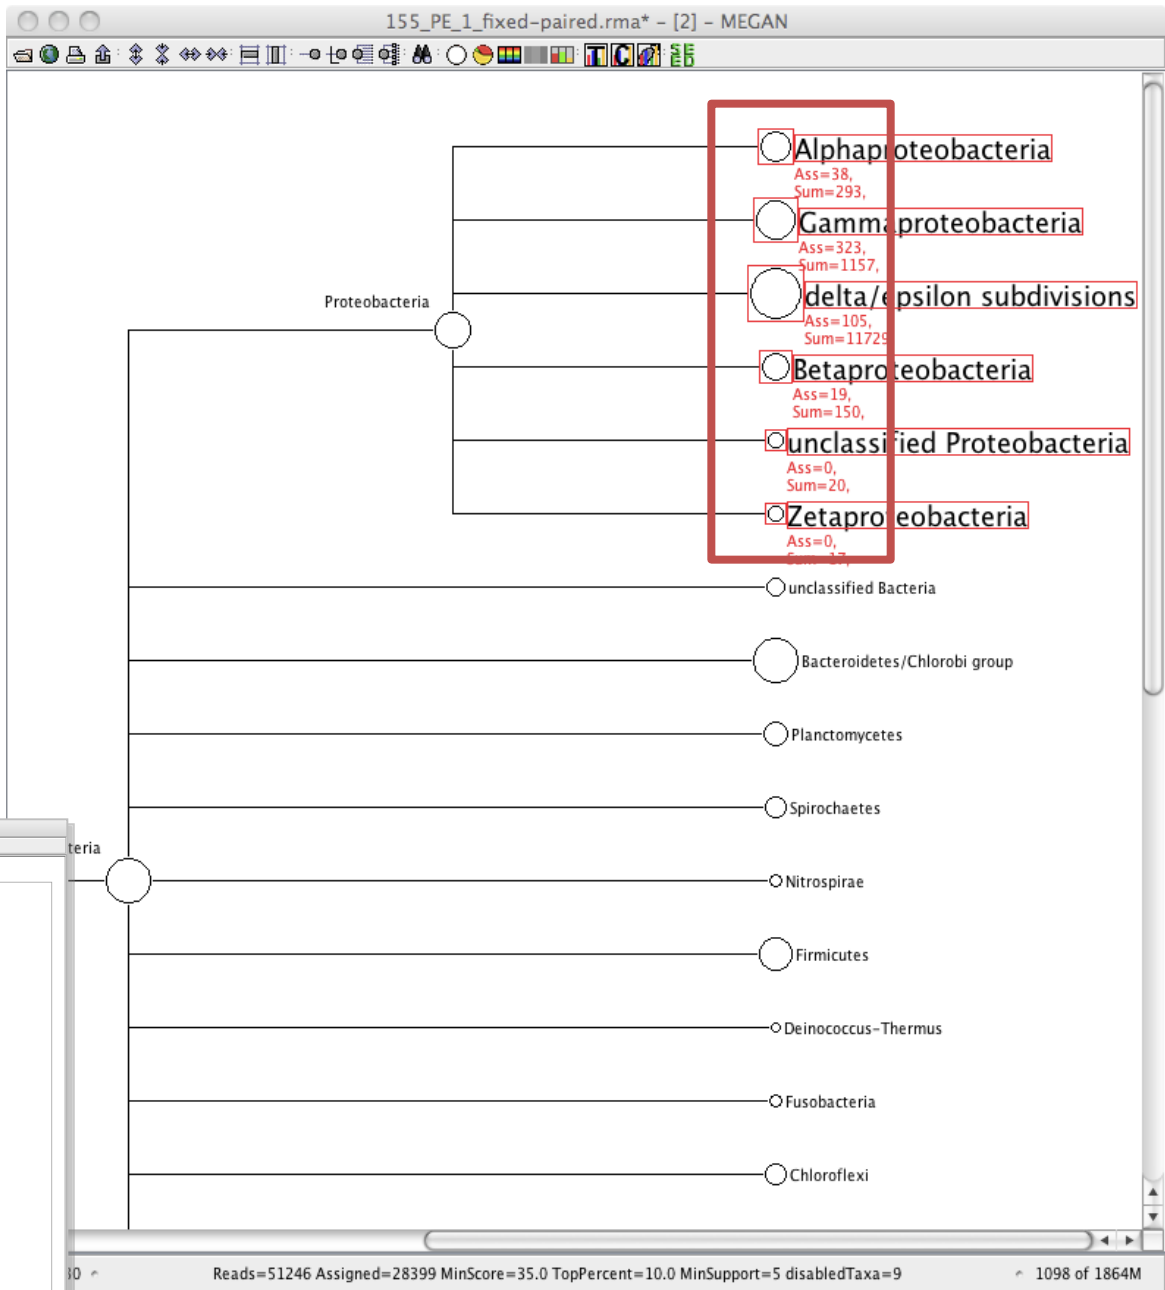 155_PE_1_fixed-paired.rma* – [2] – MEGAN
T C SEED
Alphaproteobacteria
Ass=38,
Sum=293,
Gammaproteobacteria
Ass=323,
Sum=1157,
delta/epsilon subdivisions
Ass=105,
Sum=11729
Proteobacteria
Betaproteobacteria
Ass=19,
Sum=150,
unclassified Proteobacteria
Ass=0,
Sum=20,
Zetaproteobacteria
Ass=0,
Sum=17,
unclassified Bacteria
Bacteroidetes/Chlorobi group
Planctomycetes
Spirochaetes
teria
Nitrospirae
Firmicutes
Deinococcus-Thermus
Fusobacteria
Chloroflexi
Reads=51246 Assigned=28399 MinScore=35.0 TopPercent=10.0 MinSupport=5 disabledTaxa=9
1098 of 1864M